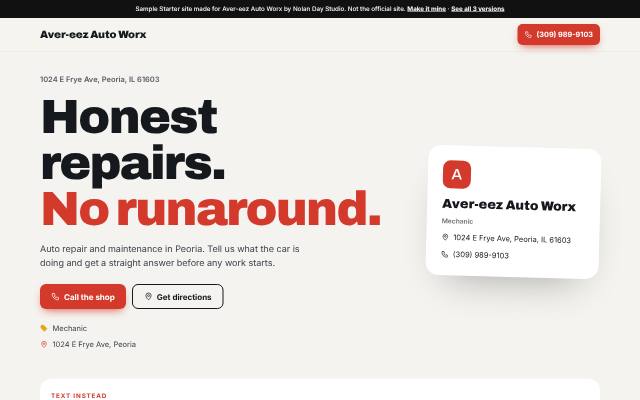 Sample Starter site made for Aver-eez Auto Worx by Nolan Day Studio. Not the official site. Make it mine · See all 3 versions
Aver-eez Auto Worx
(309) 989-9103
1024 E Frye Ave, Peoria, IL 61603
Honest
repairs.
No runaround.
Auto repair and maintenance in Peoria. Tell us what the car is
doing and get a straight answer before any work starts.
Call the shop
Get directions
Mechanic
1024 E Frye Ave, Peoria
A
Aver-eez Auto Worx
Mechanic
1024 E Frye Ave, Peoria, IL 61603
(309) 989-9103
TEXT INSTEAD